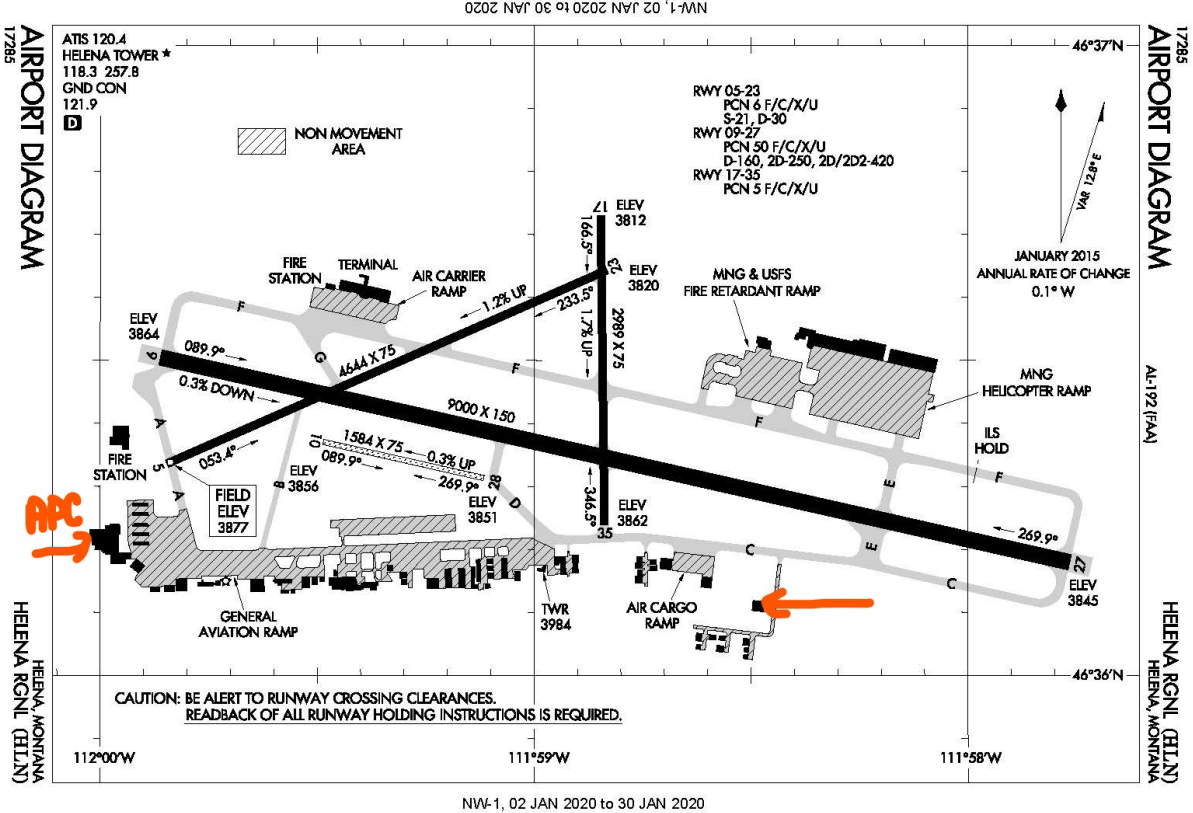 NW-1, 02 JAN 2020 to 30 JAN 2020
17285
AIRPORT DIAGRAM
ATIS 120.4
HELENA TOWER ★
118.3 257.8
GND CON
121.9
D
NON MOVEMENT
AREA
RWY 05-23
PCN 6 F/C/X/U
S-21, D-30
RWY 09-27
PCN 50 F/C/X/U
D-160, 2D-250, 2D/2D2-420
RWY 17-35
PCN 5 F/C/X/U
46°37'N
17285
AIRPORT DIAGRAM
VAR 12.8° E
JANUARY 2015
ANNUAL RATE OF CHANGE
0.1° W
17
ELEV
3812
166.5°
23
ELEV
3820
FIRE
STATION
TERMINAL
AIR CARRIER
RAMP
1.2% UP
233.5°
1.7% UP
2989 X 75
MNG & USFS
FIRE RETARDANT RAMP
MNG
HELICOPTER RAMP
AL-192 (FAA)
ELEV
3864
F
9
089.9°
0.3% DOWN
G
4644 X 75
F
9000 X 150
F
ILS
HOLD
F
E
A
FIRE
STATION
5
053.4°
A
FIELD
ELEV
3877
B
ELEV
3856
10
1584 X 75
0.3% UP
089.9°
269.9°
28
ELEV
3851
D
346.5°
ELEV
3862
35
C
E
269.9°
27
ELEV
3845
C
APC
GENERAL
AVIATION RAMP
TWR
3984
AIR CARGO
RAMP
46°36'N
CAUTION: BE ALERT TO RUNWAY CROSSING CLEARANCES.
READBACK OF ALL RUNWAY HOLDING INSTRUCTIONS IS REQUIRED.
112°00'W
111°59'W
111°58'W
HELENA, MONTANA
HELENA RGNL (HLN)
HELENA RGNL (HLN)
HELENA, MONTANA
NW-1, 02 JAN 2020 to 30 JAN 2020